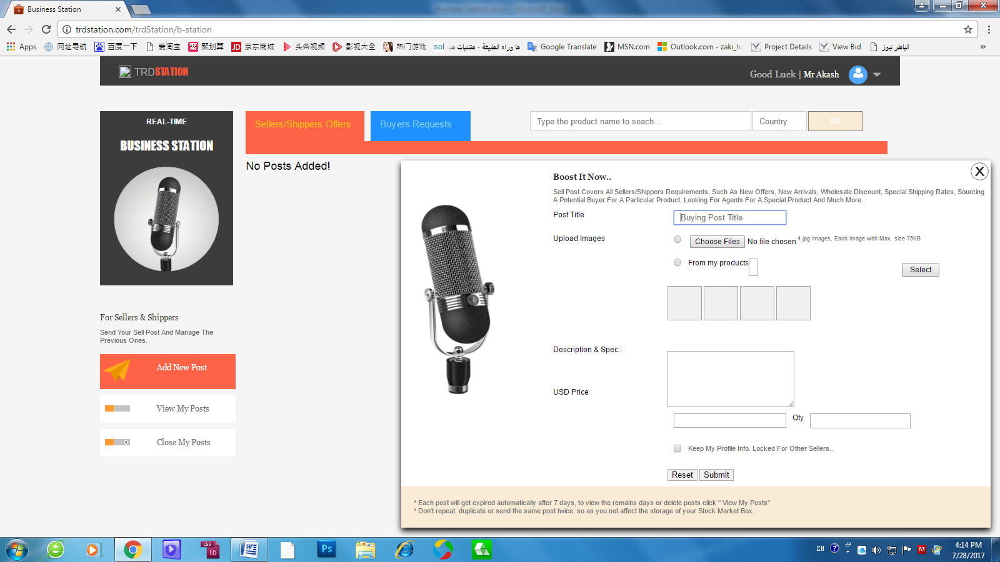 Business Station
trdstation.com/trdStation/b-station
Apps 网址导航 百度一下 爱淘宝 聚 聚划算 JD 京东商城 头条视频 影视大全 热门游戏 sol ما وراء الطبيعة - منتديات ص Google Translate MSN.com Outlook.com - zaki_ha Project Details View Bid الياطر نيوز »
TRDSTATION
Good Luck | Mr Akash
REAL-TIME
BUSINESS STATION
Sellers/Shippers Offers
Buyers Requests
Type the product name to seach...
Country
GO
No Posts Added!
X
Boost It Now..
Sell Post Covers All Sellers/Shippers Requirements, Such As New Offers, New Arrivals, Wholesale Discount, Special Shipping Rates, Sourcing
A Potential Buyer For A Particular Product, Looking For Agents For A Special Product And Much More..
Post Title
Buying Post Title
Upload Images
Choose Files No file chosen 4 jpg images, Each image with Max. size 75KB
From my products
Select
Description & Spec.:
USD Price
Qty
Keep My Profile Info. Locked For Other Sellers..
Reset Submit
* Each post will get expired automatically after 7 days, to view the remains days or delete posts click " View My Posts".
* Don't repeat, duplicate or send the same post twice, so as you not affect the storage of your Stock Market Box.
For Sellers & Shippers
Send Your Sell Post And Manage The
Previous Ones.
Add New Post
View My Posts
Close My Posts
CS5
ID
W
Ps
EN
4:14 PM
7/28/2017